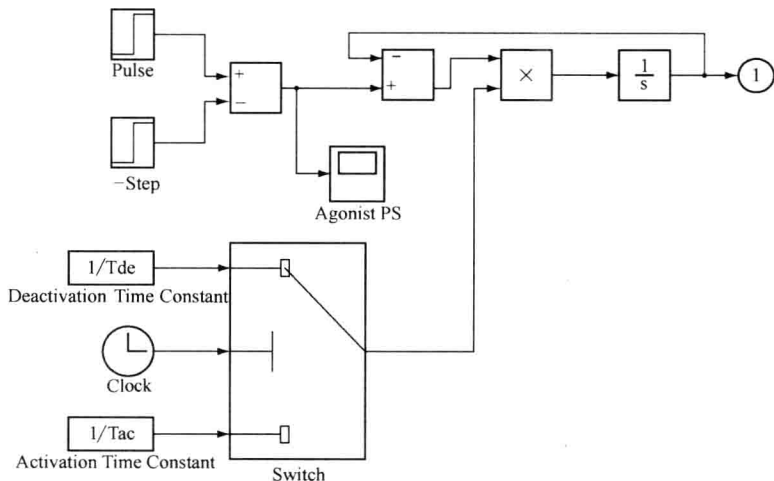 Pulse
+
−
−Step
−
+
×
1
s
1
Agonist PS
1/Tde
Deactivation Time Constant
Clock
1/Tac
Activation Time Constant
Switch